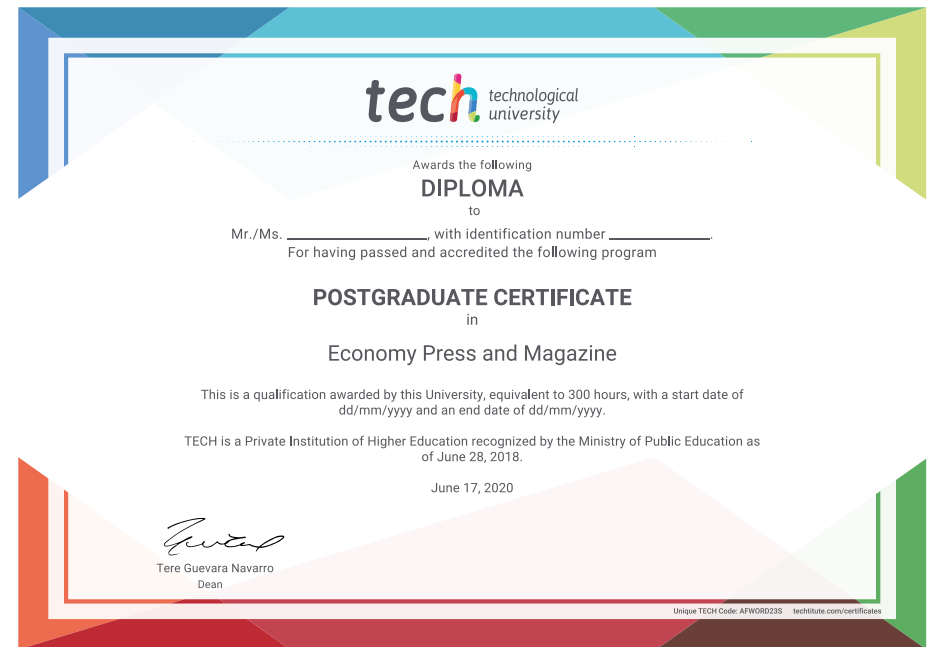 tech technological
university
Awards the following
DIPLOMA
to
Mr./Ms. ____________________, with identification number ______________.
For having passed and accredited the following program
POSTGRADUATE CERTIFICATE
in
Economy Press and Magazine
This is a qualification awarded by this University, equivalent to 300 hours, with a start date of
dd/mm/yyyy and an end date of dd/mm/yyyy.
TECH is a Private Institution of Higher Education recognized by the Ministry of Public Education as
of June 28, 2018.
June 17, 2020
Tere Guevara Navarro
Dean
Unique TECH Code: AFWORD23S techtitute.com/certificates